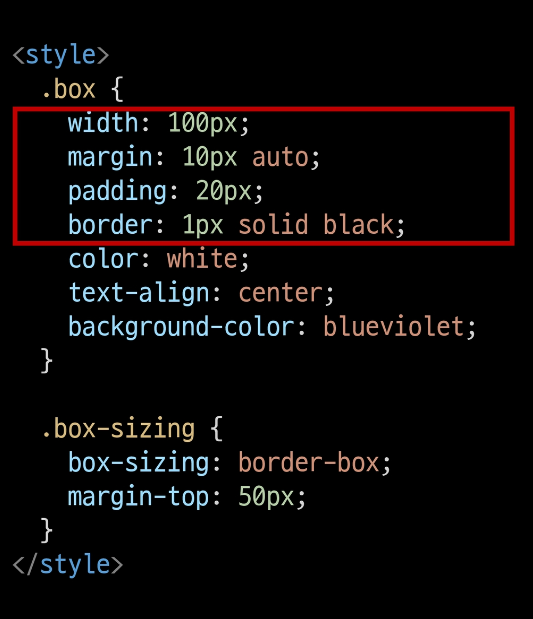 <style>
.box {
width: 100px;
margin: 10px auto;
padding: 20px;
border: 1px solid black;
color: white;
text-align: center;
background-color: blueviolet;
}
.box-sizing {
box-sizing: border-box;
margin-top: 50px;
}
</style>